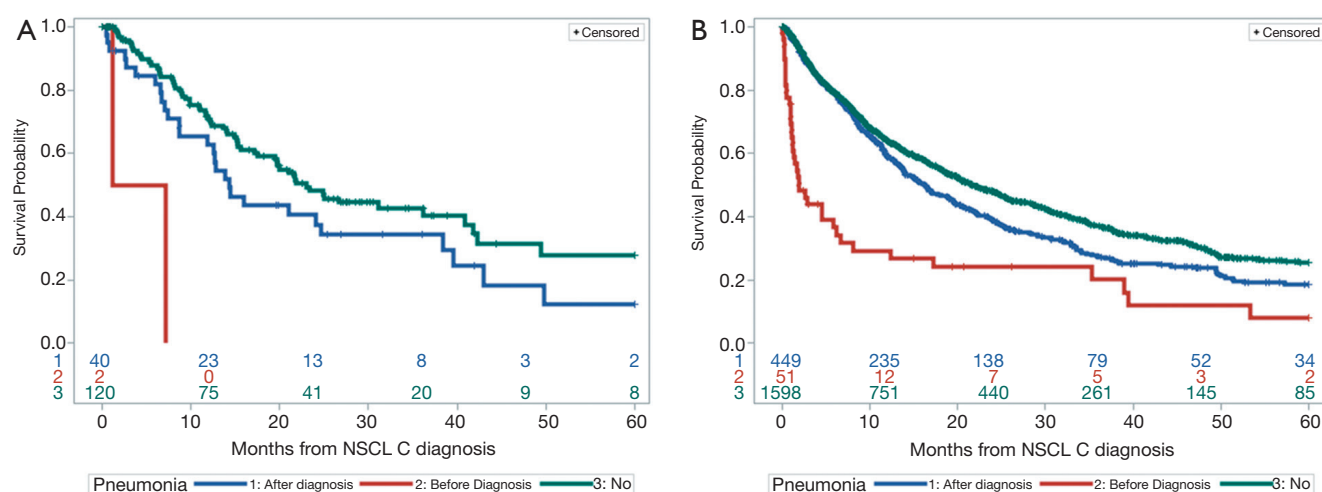 A
1.0
0.8
0.6
0.4
0.2
0.0
Survival Probability
+Censored
1 40 23 13 8 3 2
2 2 0
3 120 75 41 20 9 8
0 10 20 30 40 50 60
Months from NSCL C diagnosis
Pneumonia 1: After diagnosis 2: Before Diagnosis 3: No
B
1.0
0.8
0.6
0.4
0.2
0.0
Survival Probability
+Censored
1 449 235 138 79 52 34
2 51 12 7 5 3 2
3 1598 751 440 261 145 85
0 10 20 30 40 50 60
Months from NSCL C diagnosis
Pneumonia 1: After diagnosis 2: Before Diagnosis 3: No